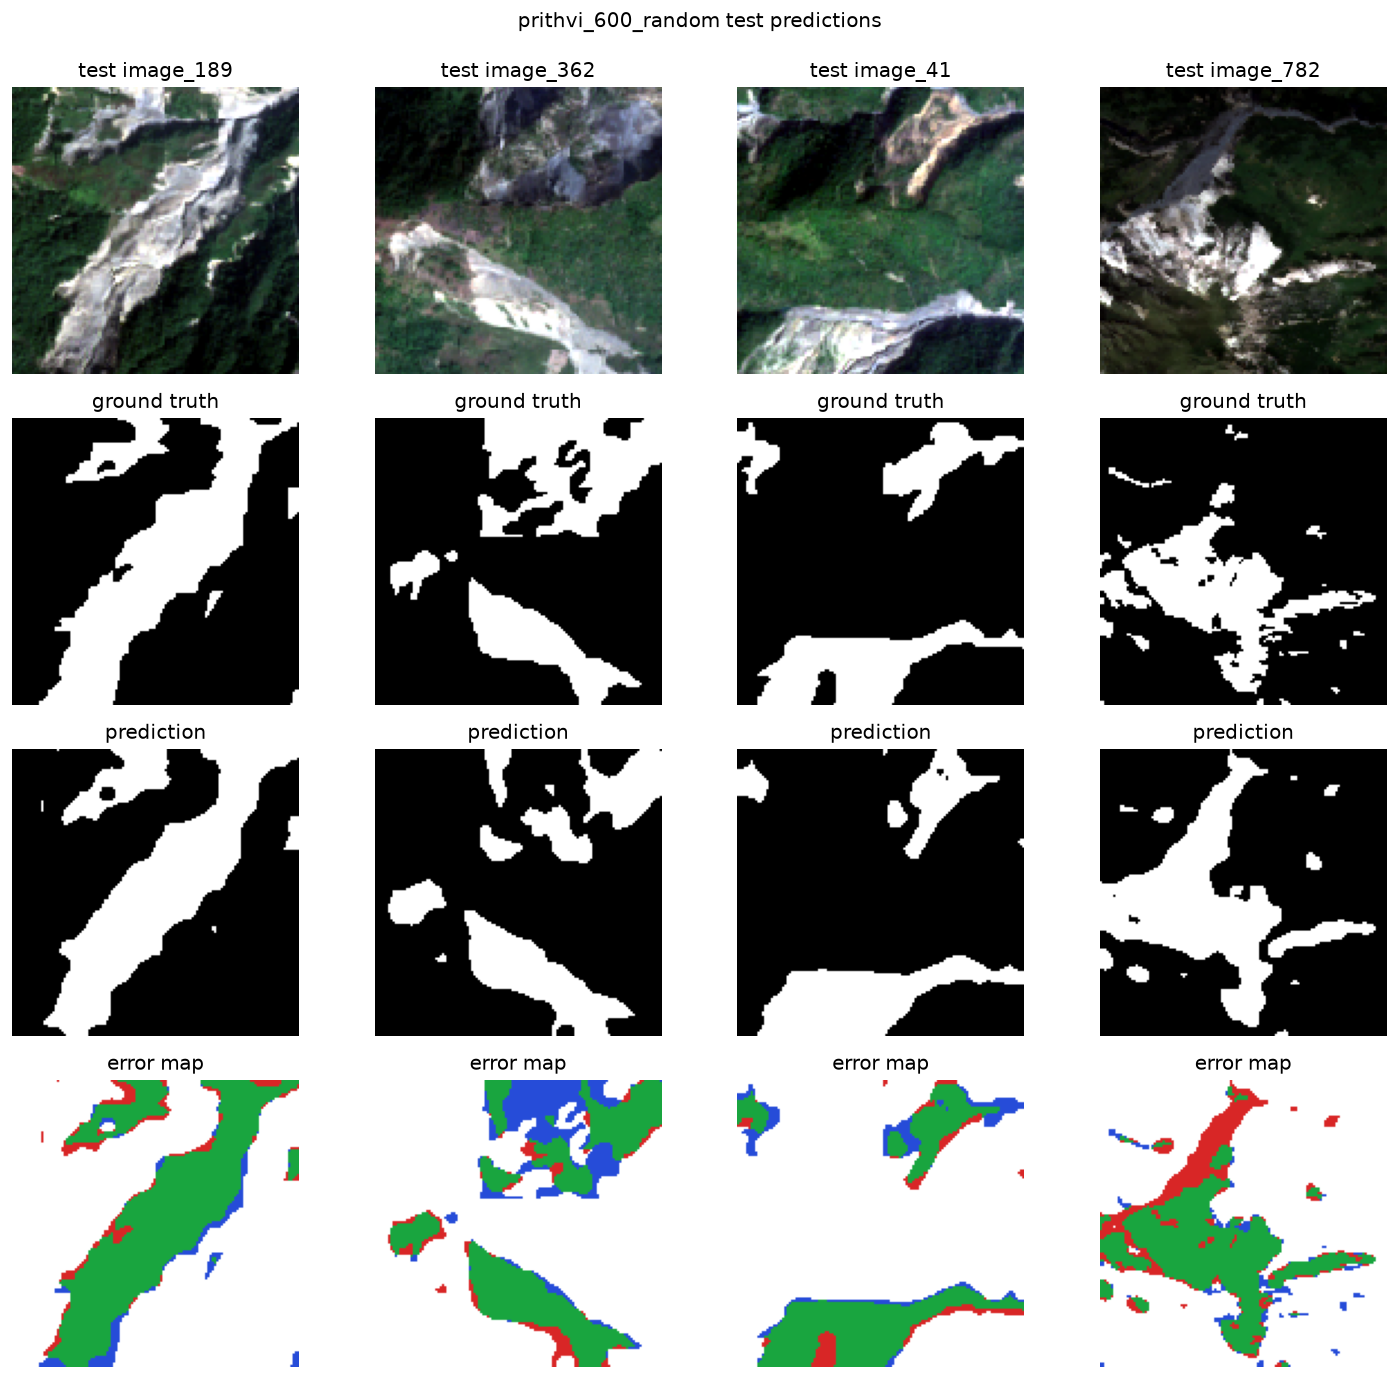 prithvi_600_random test predictions
test image_189 test image_362 test image_41 test image_782
ground truth ground truth ground truth ground truth
prediction prediction prediction prediction
error map error map error map error map